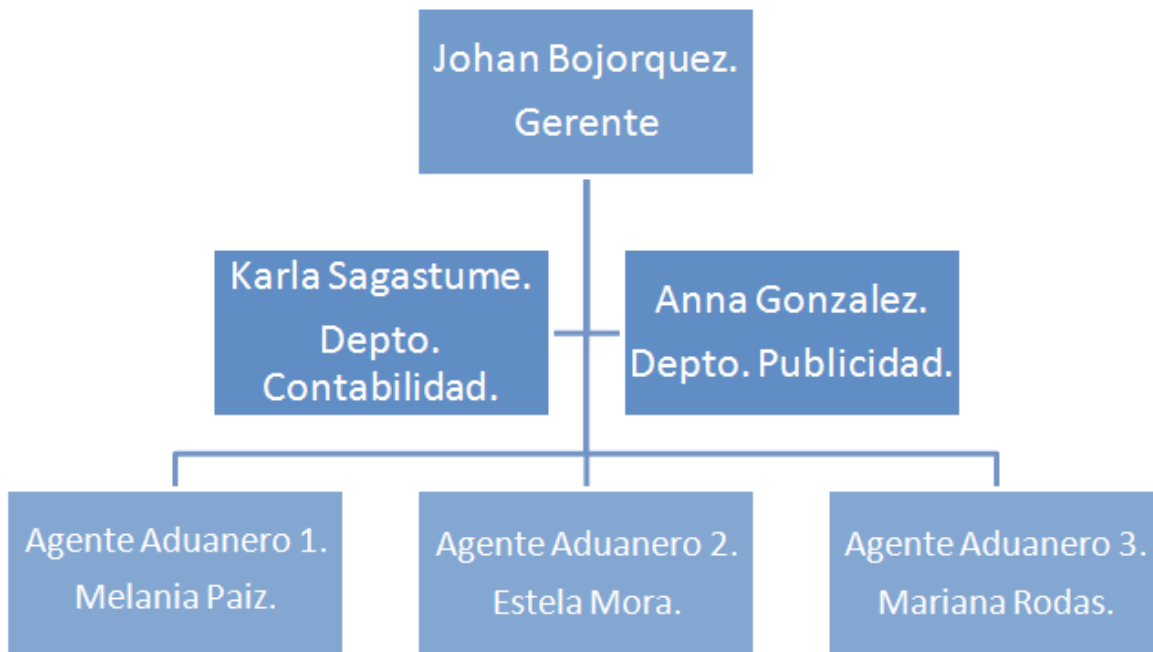 Johan Bojorquez.
Gerente
Karla Sagastume.
Depto.
Contabilidad.
Anna Gonzalez.
Depto. Publicidad.
Agente Aduanero 1.
Melania Paiz.
Agente Aduanero 2.
Estela Mora.
Agente Aduanero 3.
Mariana Rodas.